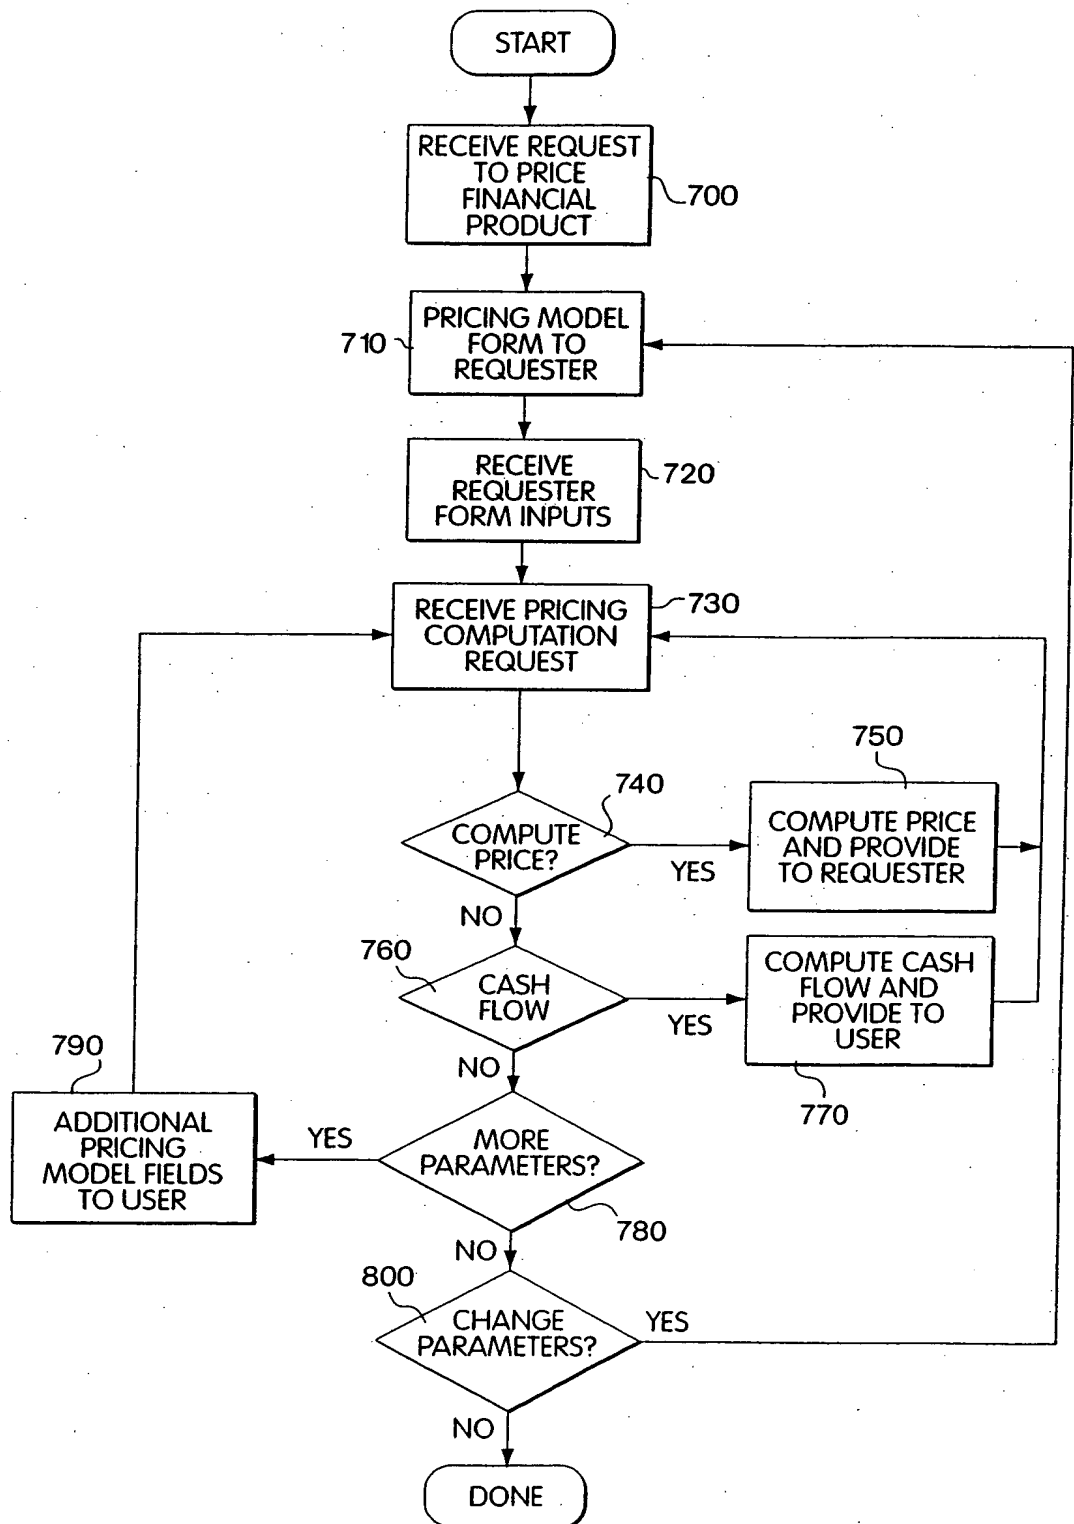 START
RECEIVE REQUEST
TO PRICE
FINANCIAL
PRODUCT
700
710
PRICING MODEL
FORM TO
REQUESTER
RECEIVE
REQUESTER
FORM INPUTS
720
RECEIVE PRICING
COMPUTATION
REQUEST
730
740
COMPUTE
PRICE?
YES
750
COMPUTE PRICE
AND PROVIDE
TO REQUESTER
NO
760
CASH
FLOW
YES
COMPUTE CASH
FLOW AND
PROVIDE TO
USER
770
NO
790
ADDITIONAL
PRICING
MODEL FIELDS
TO USER
YES
MORE
PARAMETERS?
780
NO
800
CHANGE
PARAMETERS?
YES
NO
DONE